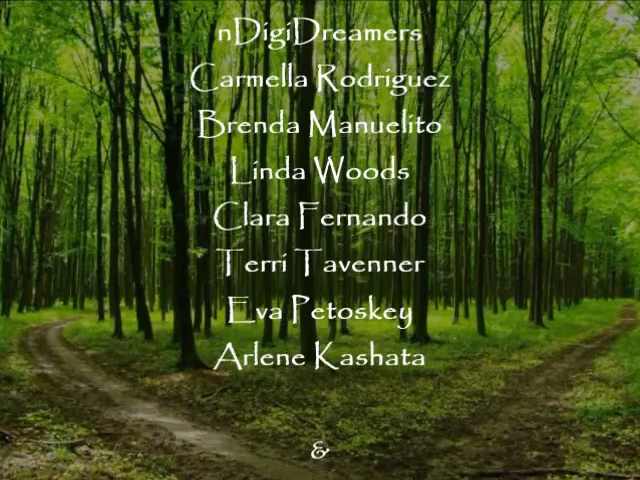 nDigiDreamers
Carmella Rodriguez
Brenda Manuelito
Linda Woods
Clara Fernando
Terri Tavenner
Eva Petoskey
Arlene Kashata
&